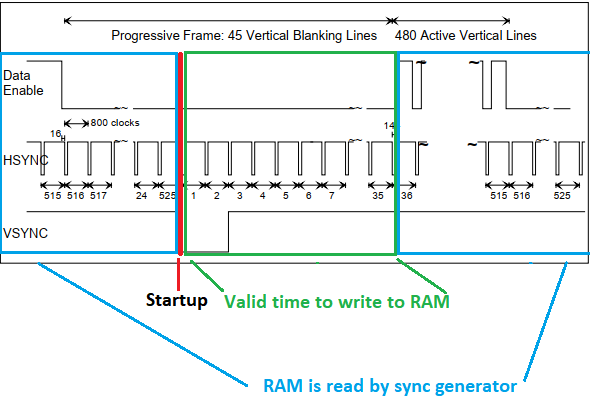 Progressive Frame: 45 Vertical Blanking Lines 480 Active Vertical Lines
Data
Enable
800 clocks
16
14
HSYNC
515 516 517 24 525 1 2 3 4 5 6 7 35 36 515 516 525
VSYNC
Startup Valid time to write to RAM
RAM is read by sync generator